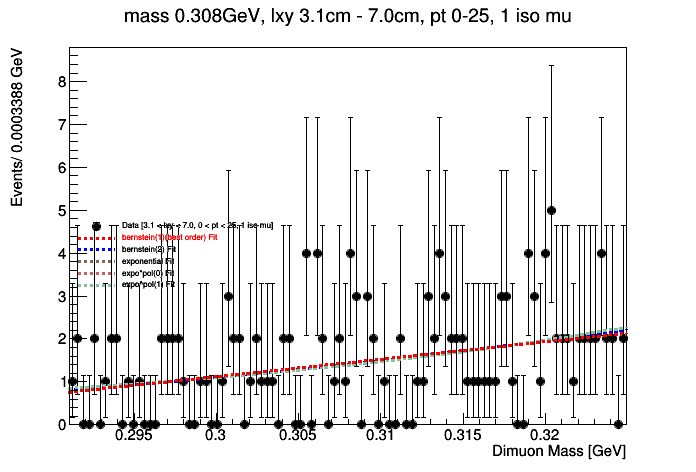 mass 0.308GeV, lxy 3.1cm - 7.0cm, pt 0-25, 1 iso mu
Events/ 0.0003388 GeV
8
7
6
5
4
3
2
1
0
Data [3.1 < lxy < 7.0, 0 < pt < 25, 1 iso mu]
bernstein(1)(best order) Fit
bernstein(2) Fit
exponential Fit
expo*pol(0) Fit
expo*pol(1) Fit
0.295 0.3 0.305 0.31 0.315 0.32
Dimuon Mass [GeV]